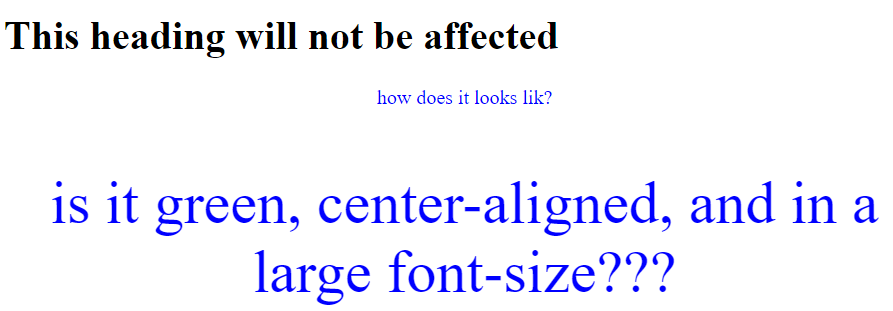 This heading will not be affected
how does it looks lik?
is it green, center-aligned, and in a
large font-size???